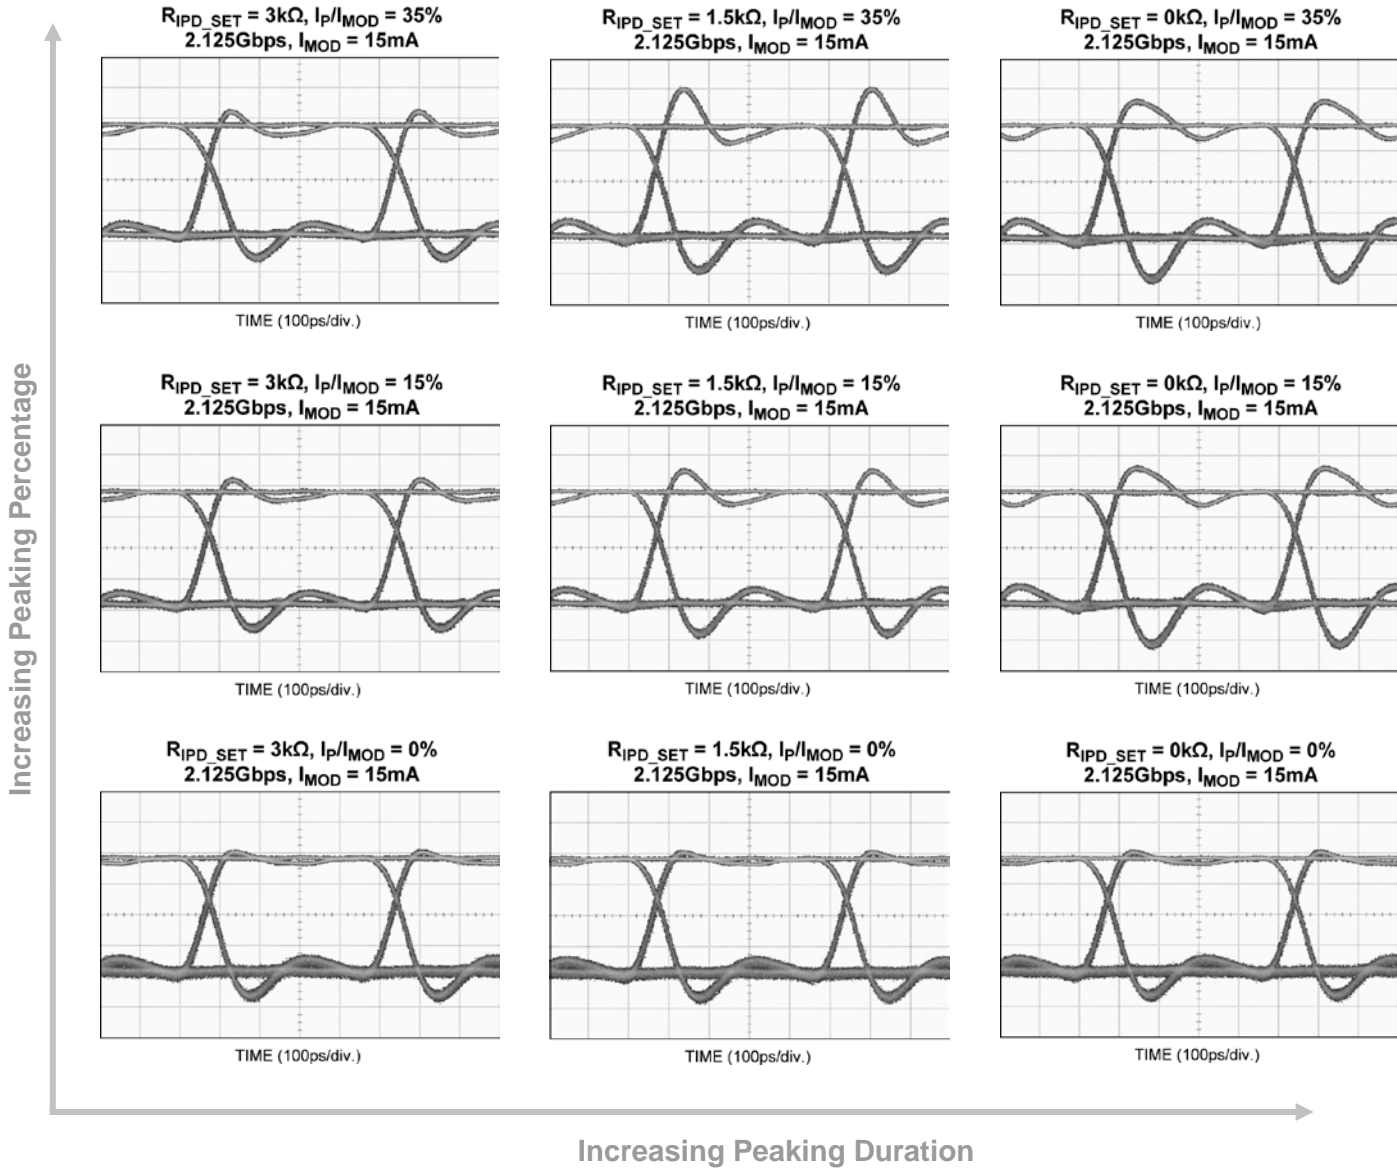 R_IPD_SET = 3kΩ, I_P/I_MOD = 35%
2.125Gbps, I_MOD = 15mA
TIME (100ps/div.)
R_IPD_SET = 1.5kΩ, I_P/I_MOD = 35%
2.125Gbps, I_MOD = 15mA
TIME (100ps/div.)
R_IPD_SET = 0kΩ, I_P/I_MOD = 35%
2.125Gbps, I_MOD = 15mA
TIME (100ps/div.)
R_IPD_SET = 3kΩ, I_P/I_MOD = 15%
2.125Gbps, I_MOD = 15mA
TIME (100ps/div.)
R_IPD_SET = 1.5kΩ, I_P/I_MOD = 15%
2.125Gbps, I_MOD = 15mA
TIME (100ps/div.)
R_IPD_SET = 0kΩ, I_P/I_MOD = 15%
2.125Gbps, I_MOD = 15mA
TIME (100ps/div.)
R_IPD_SET = 3kΩ, I_P/I_MOD = 0%
2.125Gbps, I_MOD = 15mA
TIME (100ps/div.)
R_IPD_SET = 1.5kΩ, I_P/I_MOD = 0%
2.125Gbps, I_MOD = 15mA
TIME (100ps/div.)
R_IPD_SET = 0kΩ, I_P/I_MOD = 0%
2.125Gbps, I_MOD = 15mA
TIME (100ps/div.)
Increasing Peaking Percentage
Increasing Peaking Duration